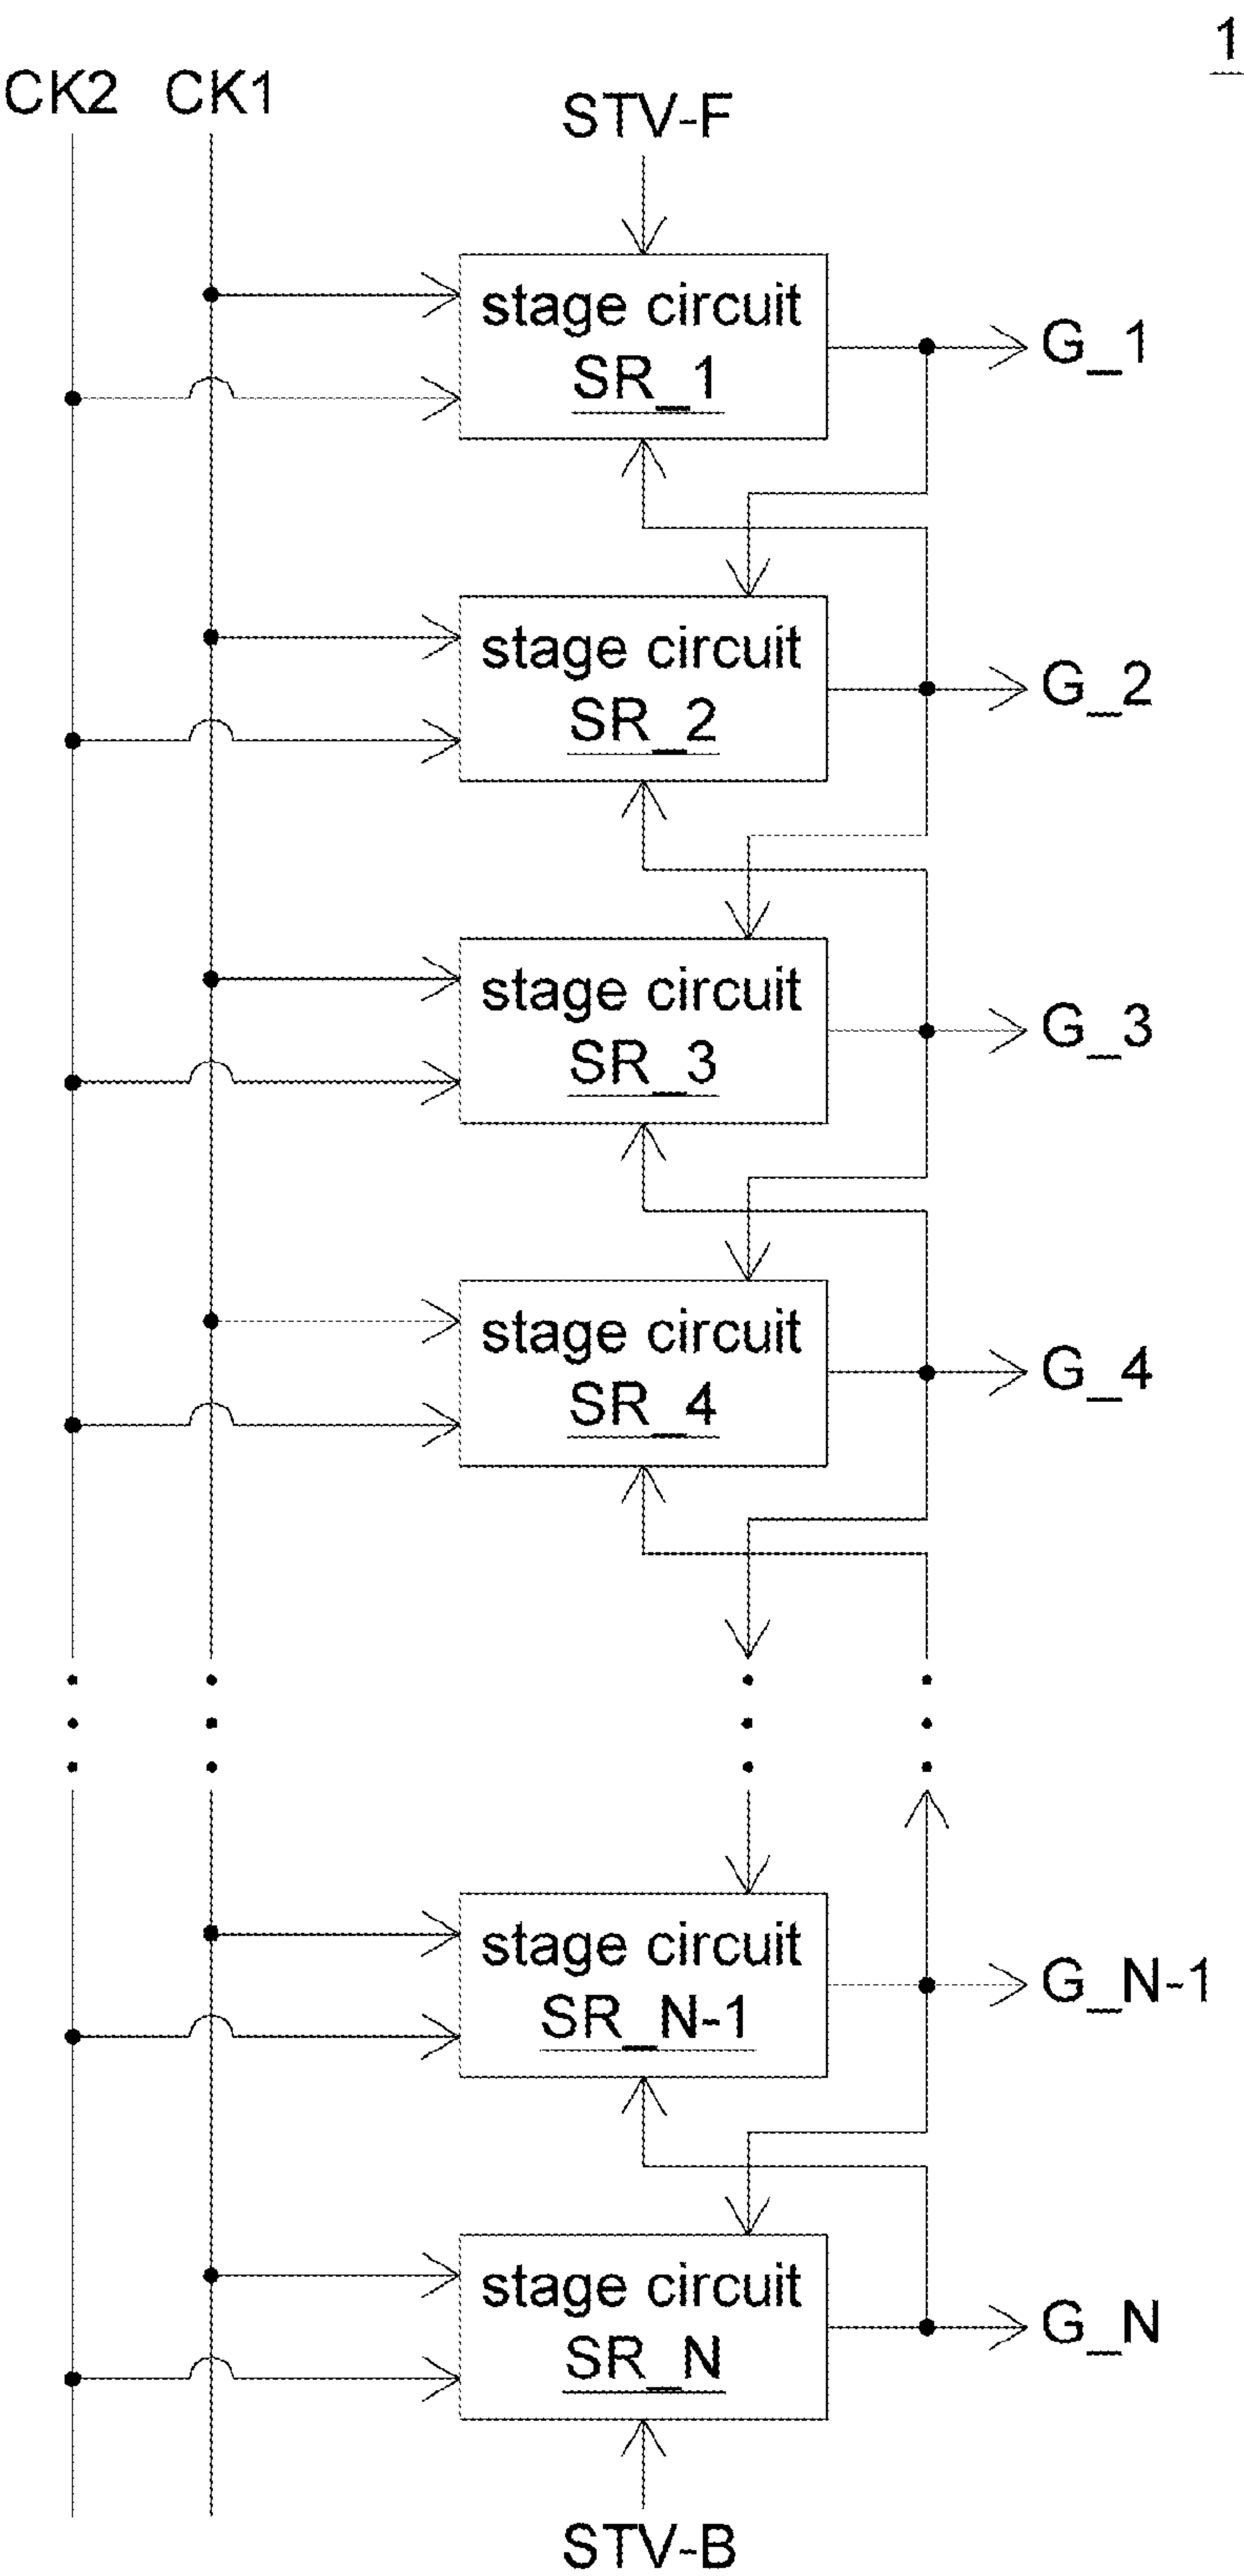 1
CK2 CK1
STV-F
stage circuit
SR_1
G_1
stage circuit
SR_2
G_2
stage circuit
SR_3
G_3
stage circuit
SR_4
G_4
stage circuit
SR_N-1
G_N-1
stage circuit
SR_N
G_N
STV-B